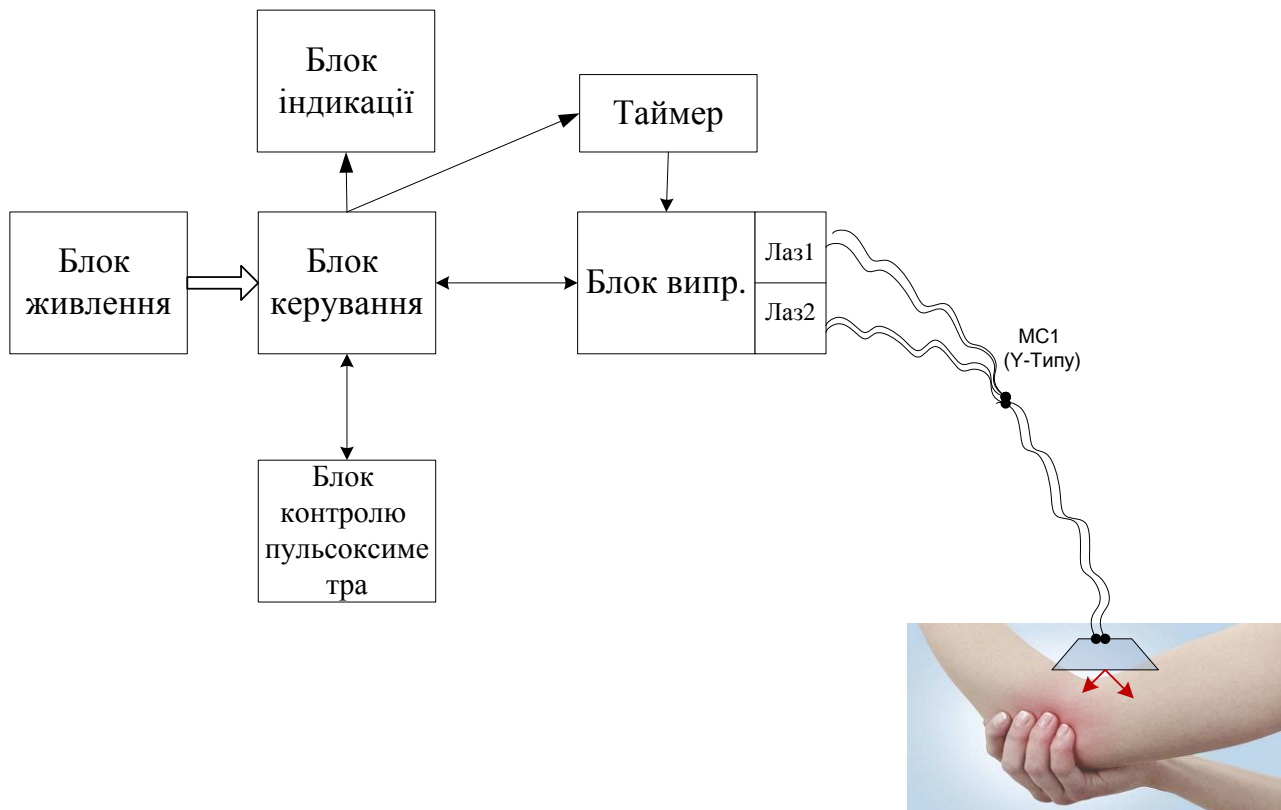 Блок
індикації
Таймер
Блок
живлення
Блок
керування
Блок випр.
Лаз1
Лаз2
МС1
(Y-Типу)
Блок
контролю
пульсоксиме
тра